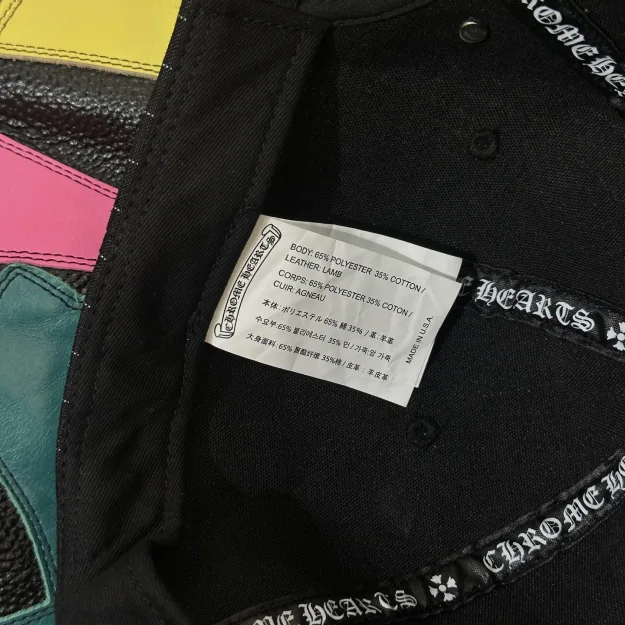 CHROME HE
CHROME HEARTS
BODY: 65% POLYESTER 35% COTTON /
LEATHER: LAMB
CORPS: 65% POLYESTER 35% COTON /
CUIR: AGNEAU
本体: ポリエステル 65% 綿 35% / 革: 羊革
65% 폴리에스터 35% 면 / 가죽:양 가죽
大身面料: 65% 聚酯纤维 35%棉 / 皮革: 羊皮革
MADE IN U.S.A.
E HEARTS
CHROME HE
ME HEARTS